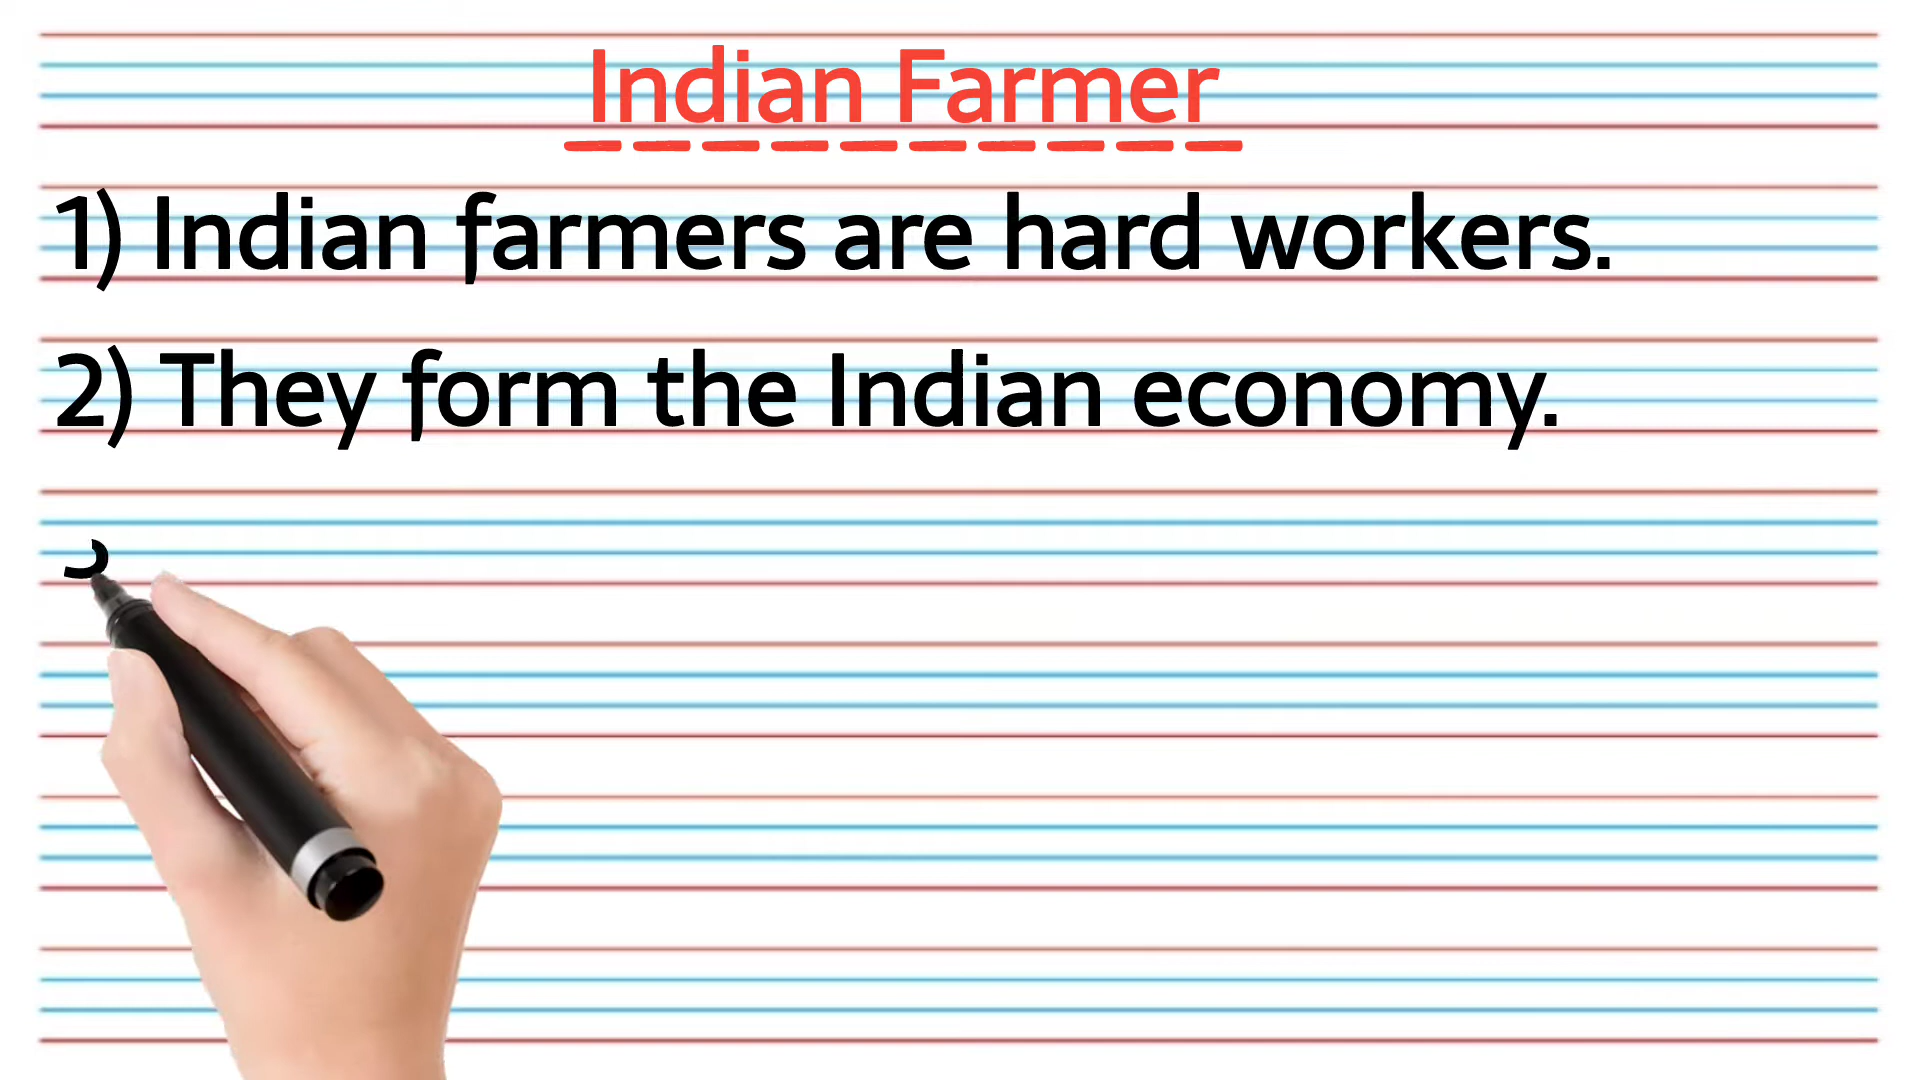 Indian Farmer
1) Indian farmers are hard workers.
2) They form the Indian economy.